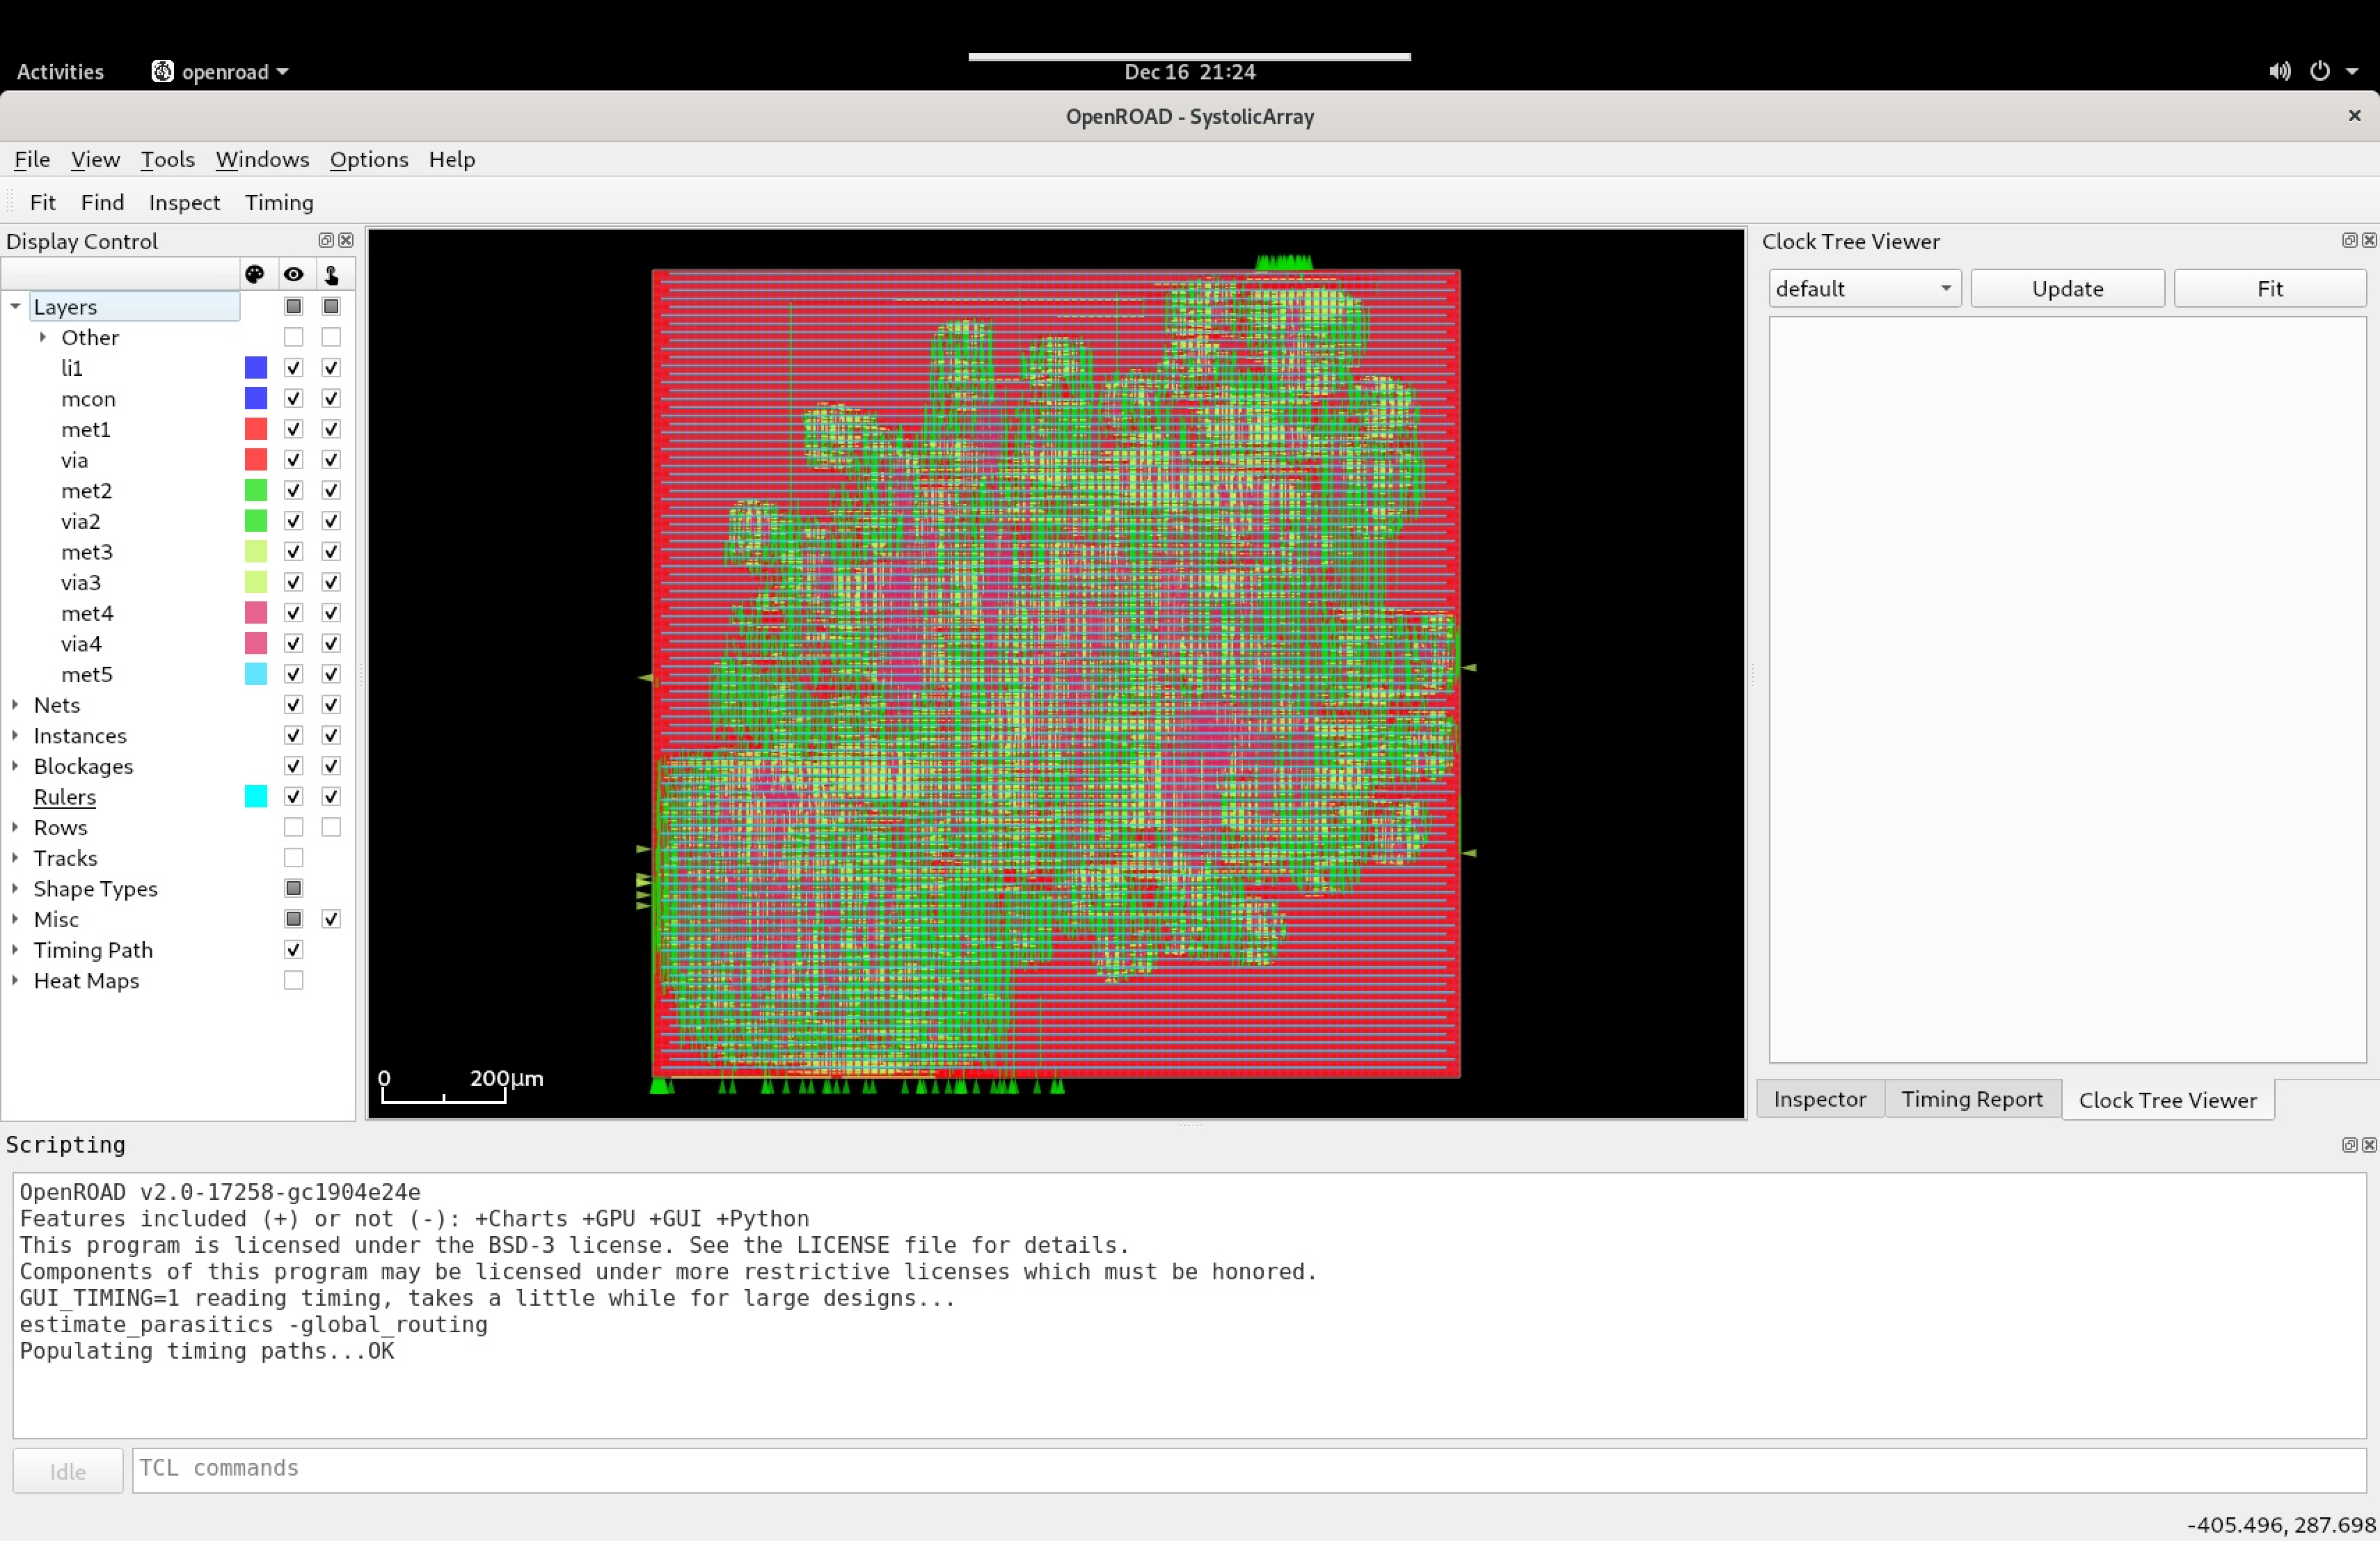 Activities openroad Dec 16 21:24
OpenROAD - SystolicArray
File View Tools Windows Options Help
Fit Find Inspect Timing
Display Control
Layers
Other
li1
mcon
met1
via
met2
via2
met3
via3
met4
via4
met5
Nets
Instances
Blockages
Rulers
Rows
Tracks
Shape Types
Misc
Timing Path
Heat Maps
0 200μm
Clock Tree Viewer
default Update Fit
Inspector Timing Report Clock Tree Viewer
Scripting
OpenROAD v2.0-17258-gc1904e24e
Features included (+) or not (-): +Charts +GPU +GUI +Python
This program is licensed under the BSD-3 license. See the LICENSE file for details.
Components of this program may be licensed under more restrictive licenses which must be honored.
GUI_TIMING=1 reading timing, takes a little while for large designs...
estimate_parasitics -global_routing
Populating timing paths...OK
Idle TCL commands
-405.496, 287.698